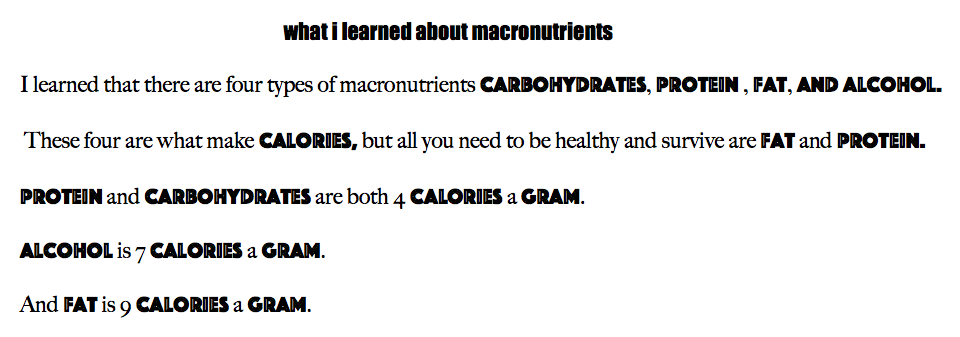 what i learned about macronutrients
I learned that there are four types of macronutrients CARBOHYDRATES, PROTEIN , FAT, AND ALCOHOL.
These four are what make CALORIES, but all you need to be healthy and survive are FAT and PROTEIN.
PROTEIN and CARBOHYDRATES are both 4 CALORIES a GRAM.
ALCOHOL is 7 CALORIES a GRAM.
And FAT is 9 CALORIES a GRAM.